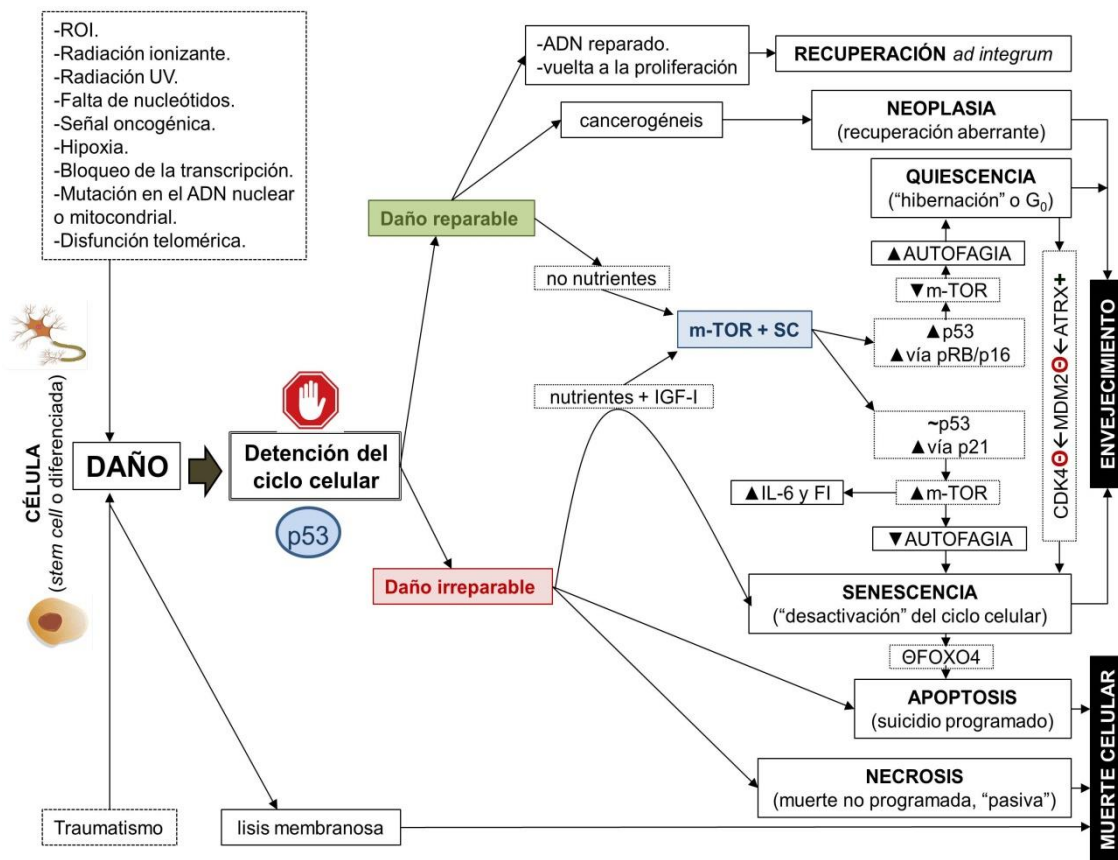 -ROI.
-Radiación ionizante.
-Radiación UV.
-Falta de nucleótidos.
-Señal oncogénica.
-Hipoxia.
-Bloqueo de la transcripción.
-Mutación en el ADN nuclear
o mitocondrial.
-Disfunción telomérica.
-ADN reparado.
-vuelta a la proliferación
RECUPERACIÓN ad integrum
cancerogéneis
NEOPLASIA
(recuperación aberrante)
QUIESCENCIA
("hibernación" o G₀)
Daño reparable
▲AUTOFAGIA
no nutrientes
▼m-TOR
m-TOR + SC
▲p53
▲vía pRB/p16
CDK4Θ←MDM2Θ←ATRX+
ENVEJECIMIENTO
nutrientes + IGF-I
~p53
▲vía p21
CÉLULA
(stem cell o diferenciada)
DAÑO
Detención del
ciclo celular
p53
▲IL-6 y FI
▲m-TOR
▼AUTOFAGIA
Daño irreparable
SENESCENCIA
("desactivación" del ciclo celular)
ΘFOXO4
APOPTOSIS
(suicidio programado)
MUERTE CELULAR
NECROSIS
(muerte no programada, "pasiva")
Traumatismo
lisis membranosa